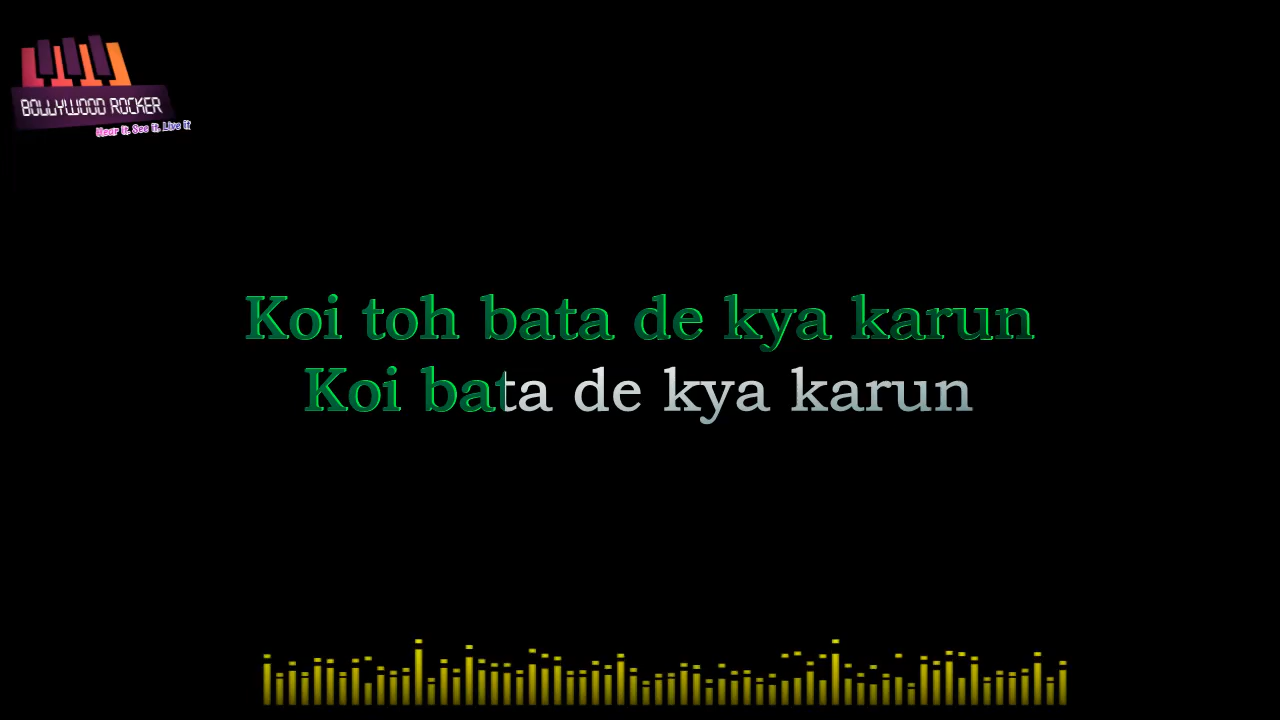 BOLLYWOOD ROCKER
Hear it. See it. Live it
Koi toh bata de kya karun
Koi bata de kya karun